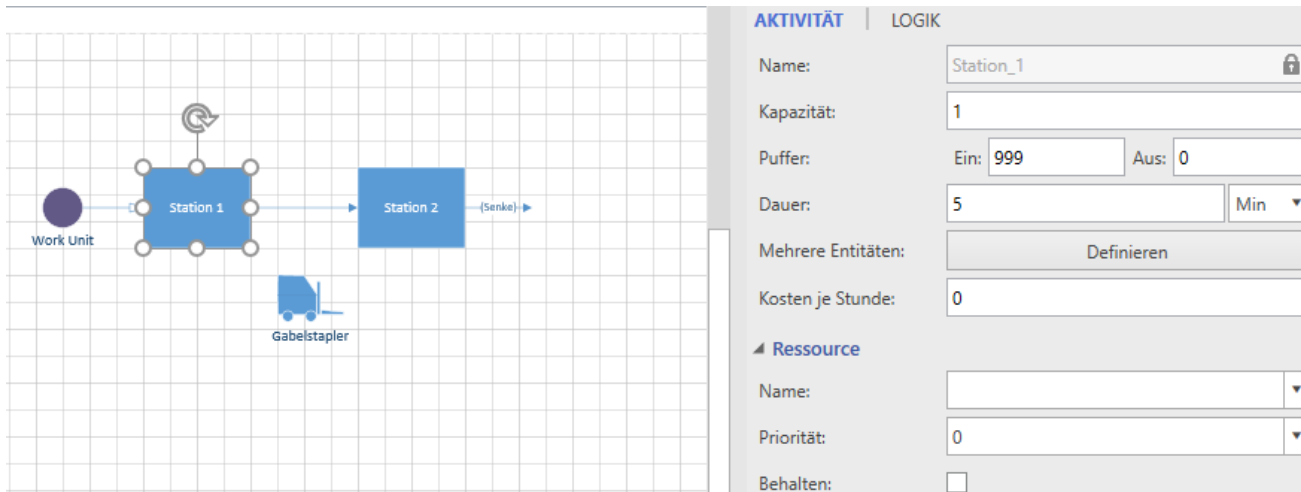 AKTIVITÄT LOGIK
Name: Station_1
Kapazität: 1
Puffer: Ein: 999 Aus: 0
Dauer: 5 Min
Mehrere Entitäten: Definieren
Kosten je Stunde: 0
Ressource
Name:
Priorität: 0
Behalten:
Work Unit
Station 1
Station 2
(Senke)
Gabelstapler